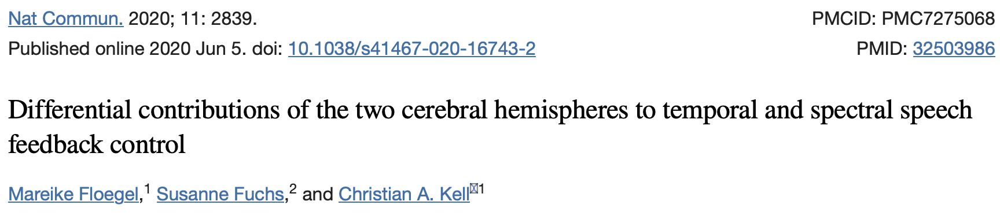 Nat Commun. 2020; 11: 2839. PMCID: PMC7275068
Published online 2020 Jun 5. doi: 10.1038/s41467-020-16743-2 PMID: 32503986
Differential contributions of the two cerebral hemispheres to temporal and spectral speech
feedback control
Mareike Floegel,1 Susanne Fuchs,2 and Christian A. Kell1